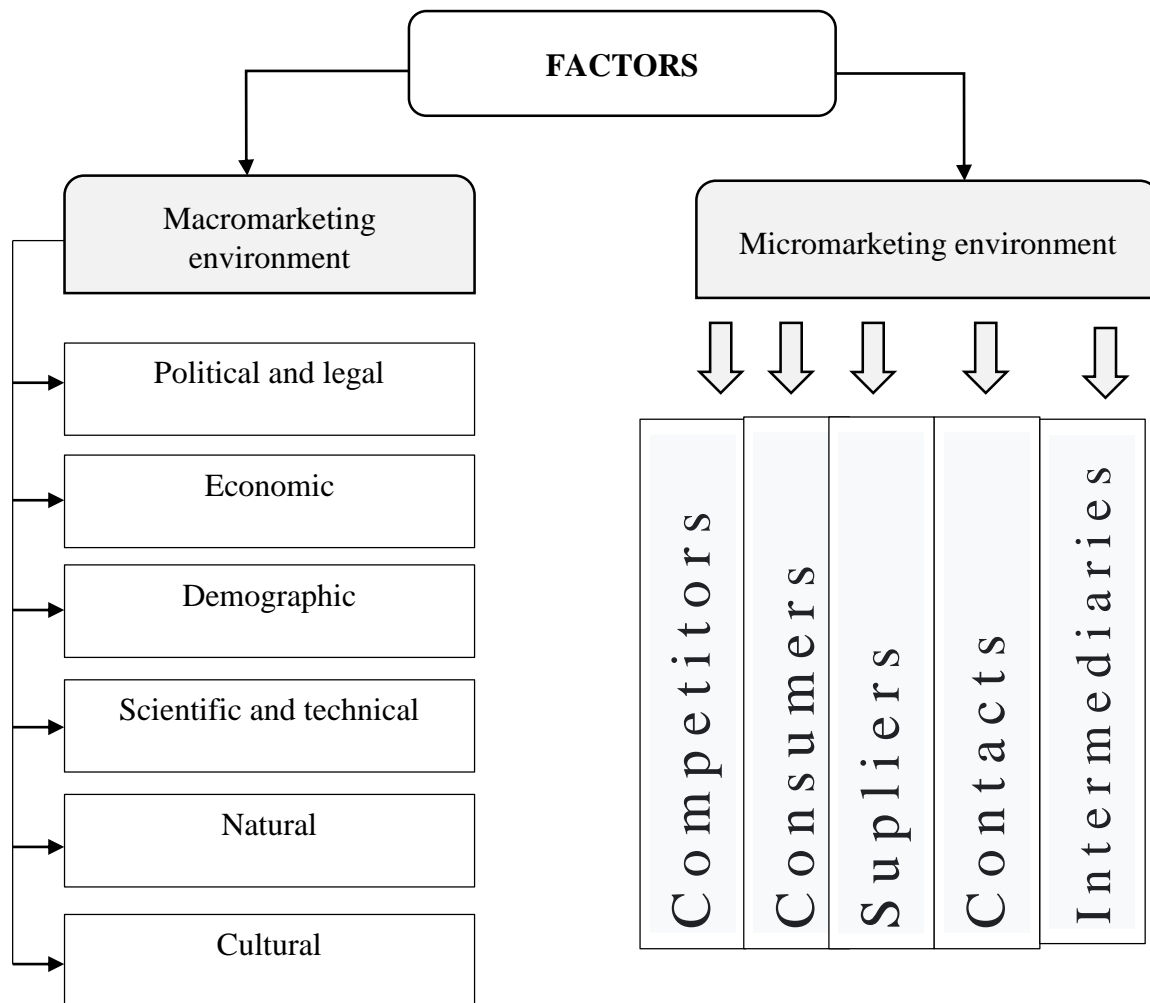 FACTORS
Macromarketing
environment
Political and legal
Economic
Demographic
Scientific and technical
Natural
Cultural
Micromarketing environment
Competitors
Consumers
Supliers
Contacts
Intermediaries